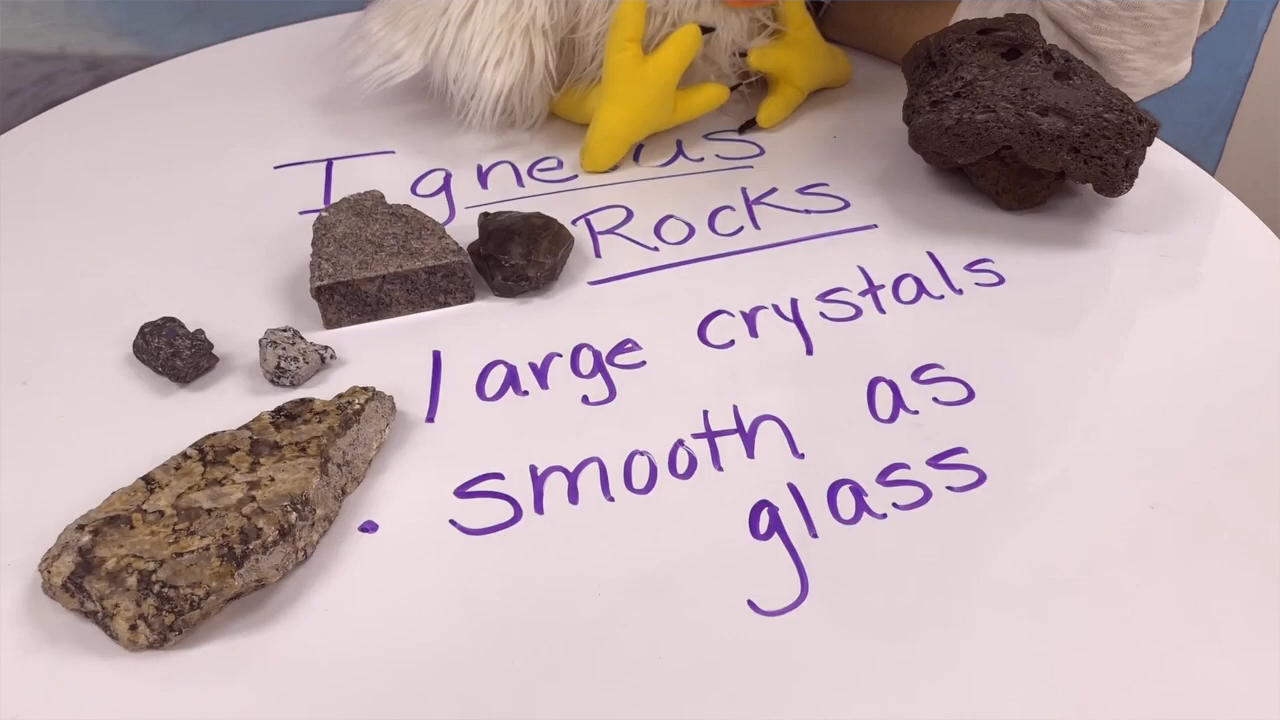 Igneous
Rocks
large crystals
. smooth as
glass